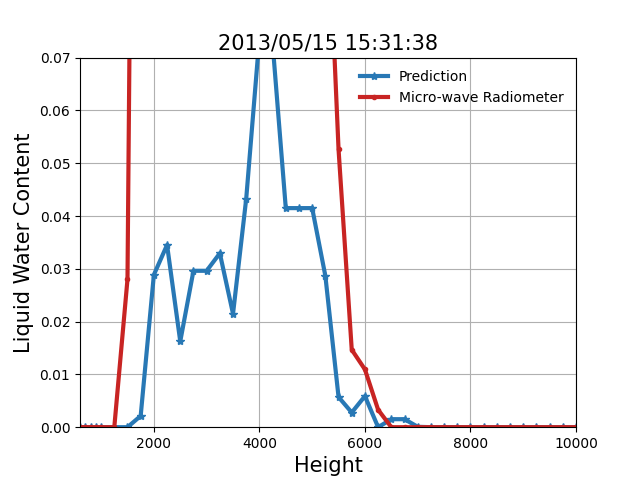 2013/05/15 15:31:38
0.07
0.06
0.05
0.04
0.03
0.02
0.01
0.00
Liquid Water Content
Prediction
Micro-wave Radiometer
2000 4000 6000 8000 10000
Height